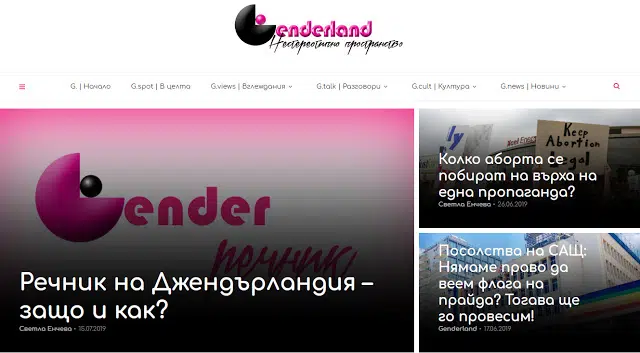 Genderland
Нестереотипно пространство
G. | Начало
G.spot | В целта
G.views | Вглеждания
G.talk | Разговори
G.cult | Култура
G.news | Новини
Gender
речник
Речник на Джендърландия –
защо и как?
Светла Енчева - 15.07.2019
Keep
Abortion
Legal
Колко аборта се
побират на върха на
една пропаганда?
Светла Енчева - 26.06.2019
Посолства на САЩ:
Нямаме право да
веем флага на
прайда? Тогава ще
го провесим!
Genderland - 17.06.2019